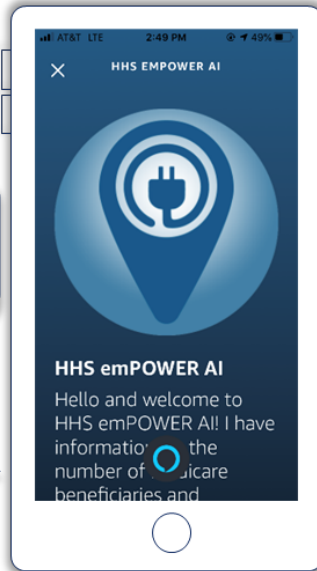 AT&T LTE 2:49 PM 49%
HHS EMPOWER AI
HHS emPOWER AI
Hello and welcome to
HHS emPOWER AI! I have
the
number of
beneficiaries and